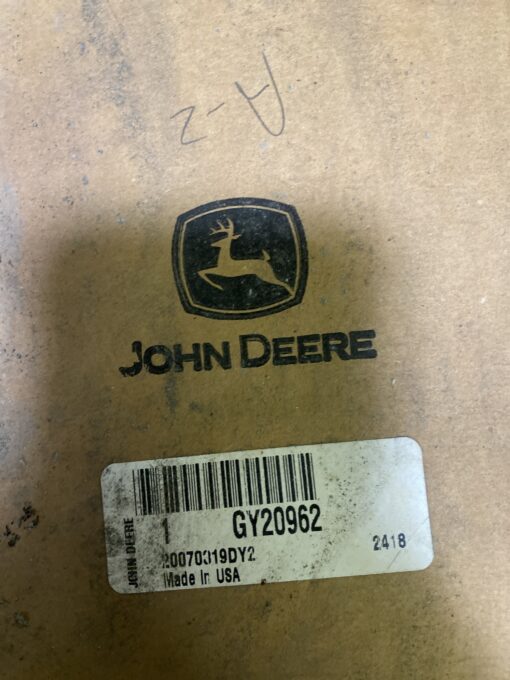 A-2
JOHN DEERE
JOHN DEERE
1 GY20962
20070319DY2
2418
Made In USA